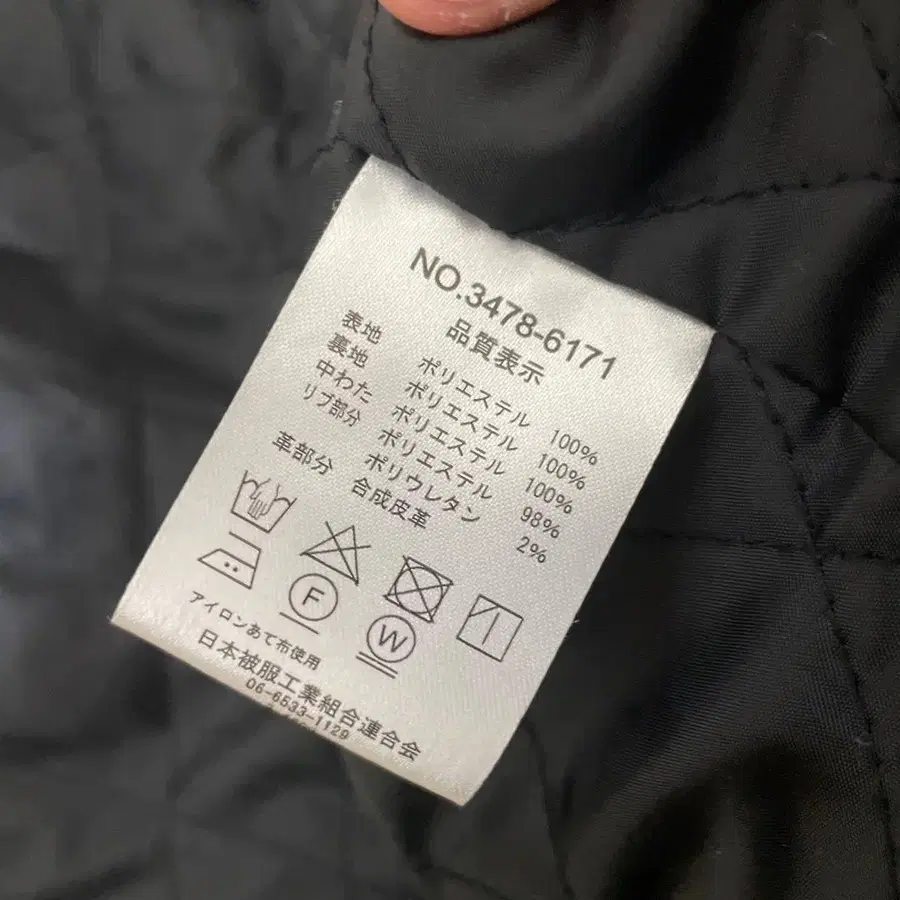 NO.3478-6171
品質表示
表地 ポリエステル 100%
裏地 ポリエステル 100%
中わた ポリエステル 100%
リブ部分 ポリエステル 98%
ポリウレタン 2%
革部分 合成皮革
F
W
アイロンあて布使用
日本被服工業組合連合会
06-6533-1129